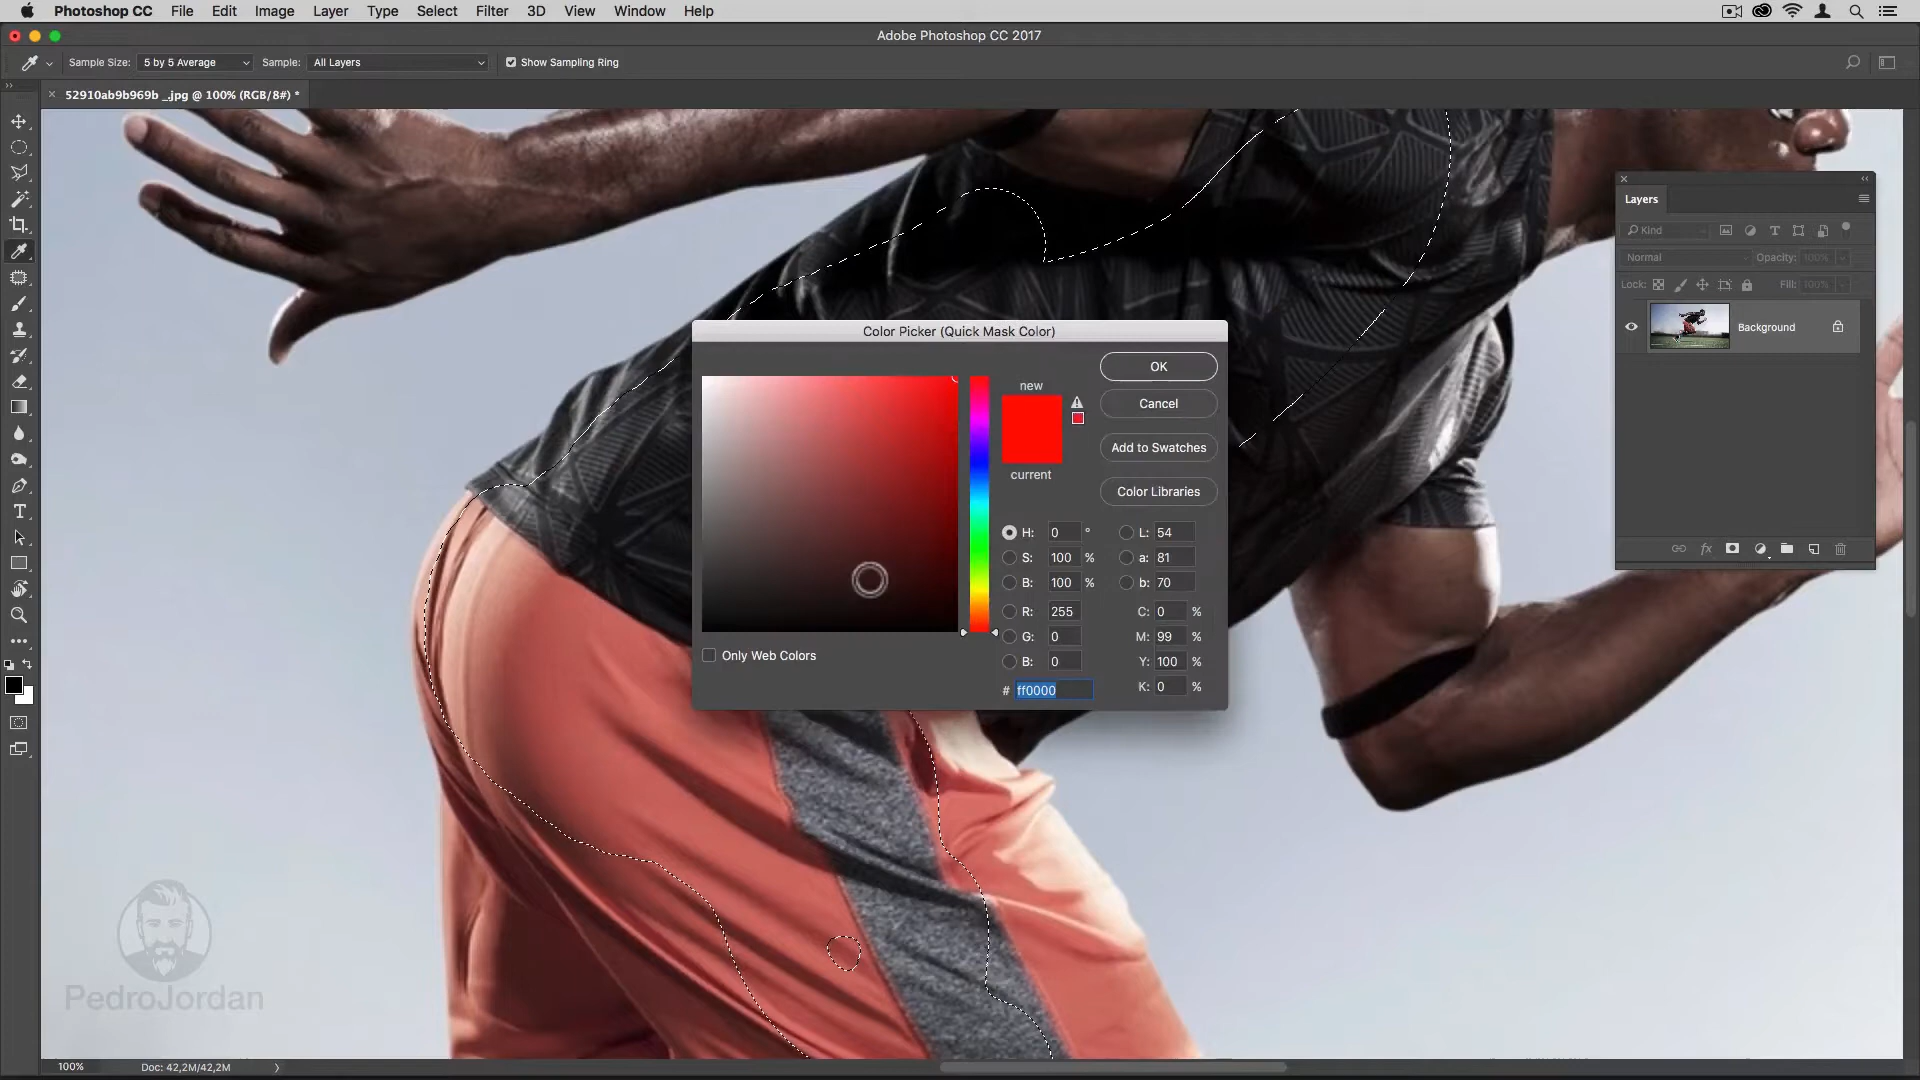 Photoshop CC File Edit Image Layer Type Select Filter 3D View Window Help
Adobe Photoshop CC 2017
Sample Size: 5 by 5 Average Sample: All Layers Show Sampling Ring
52910ab9b969b _.jpg @ 100% (RGB/8#) *
Layers
Kind
Normal Opacity: 100%
Lock: Fill: 100%
Background
Color Picker (Quick Mask Color)
OK
new
Cancel
Add to Swatches
current
Color Libraries
H: 0 ° L: 54
S: 100 % a: 81
B: 100 % b: 70
R: 255 C: 0 %
G: 0 M: 99 %
B: 0 Y: 100 %
Only Web Colors
# ff0000 K: 0 %
PedroJordan
100% Doc: 42,2M/42,2M